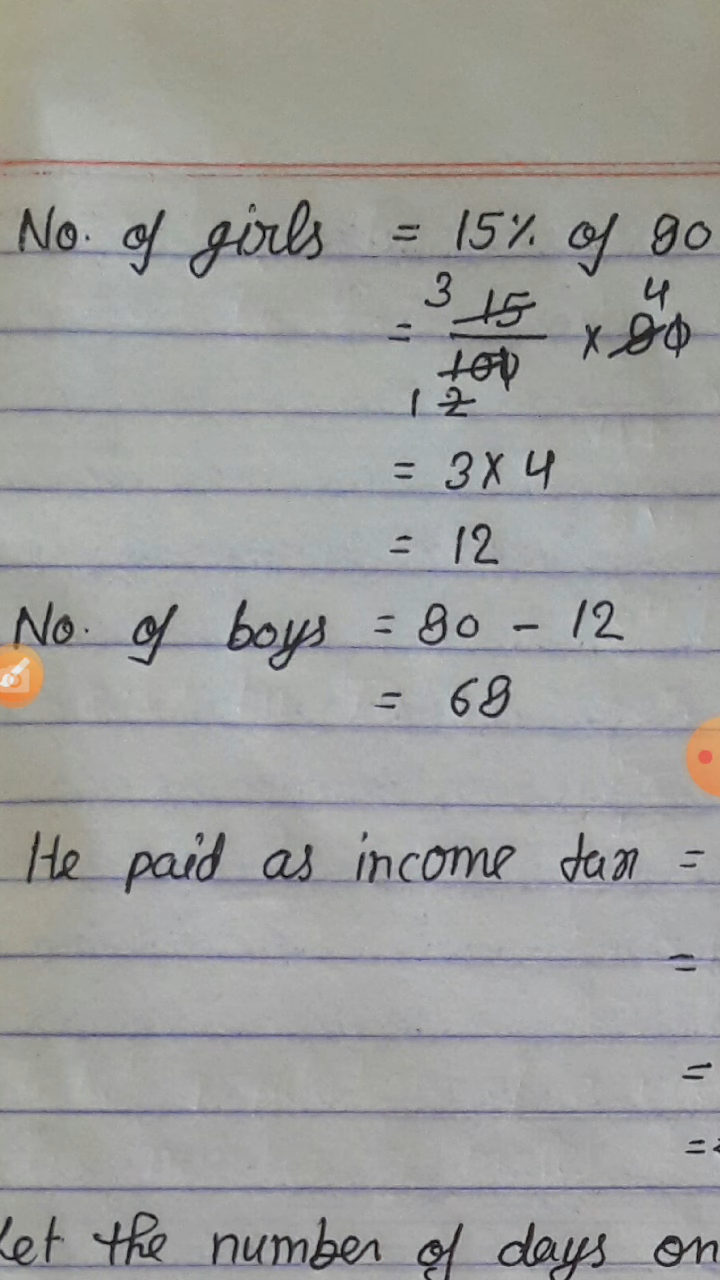 No. of girls = 15% of 80
= 3 15/100 × 80 4
1 2
= 3 × 4
= 12
No. of boys = 80 - 12
= 68
He paid as income tax =
=
=
=
Let the number of days on